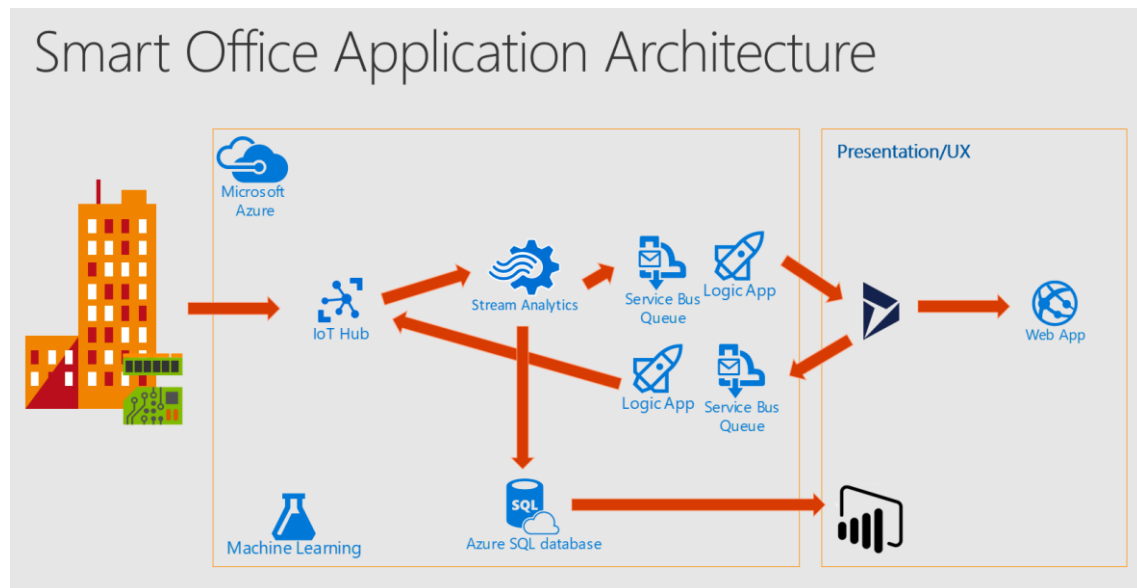 Smart Office Application Architecture
Microsoft
Azure
Presentation/UX
IoT Hub
Stream Analytics
Service Bus
Queue
Logic App
Web App
Logic App
Service Bus
Queue
Machine Learning
SQL
Azure SQL database